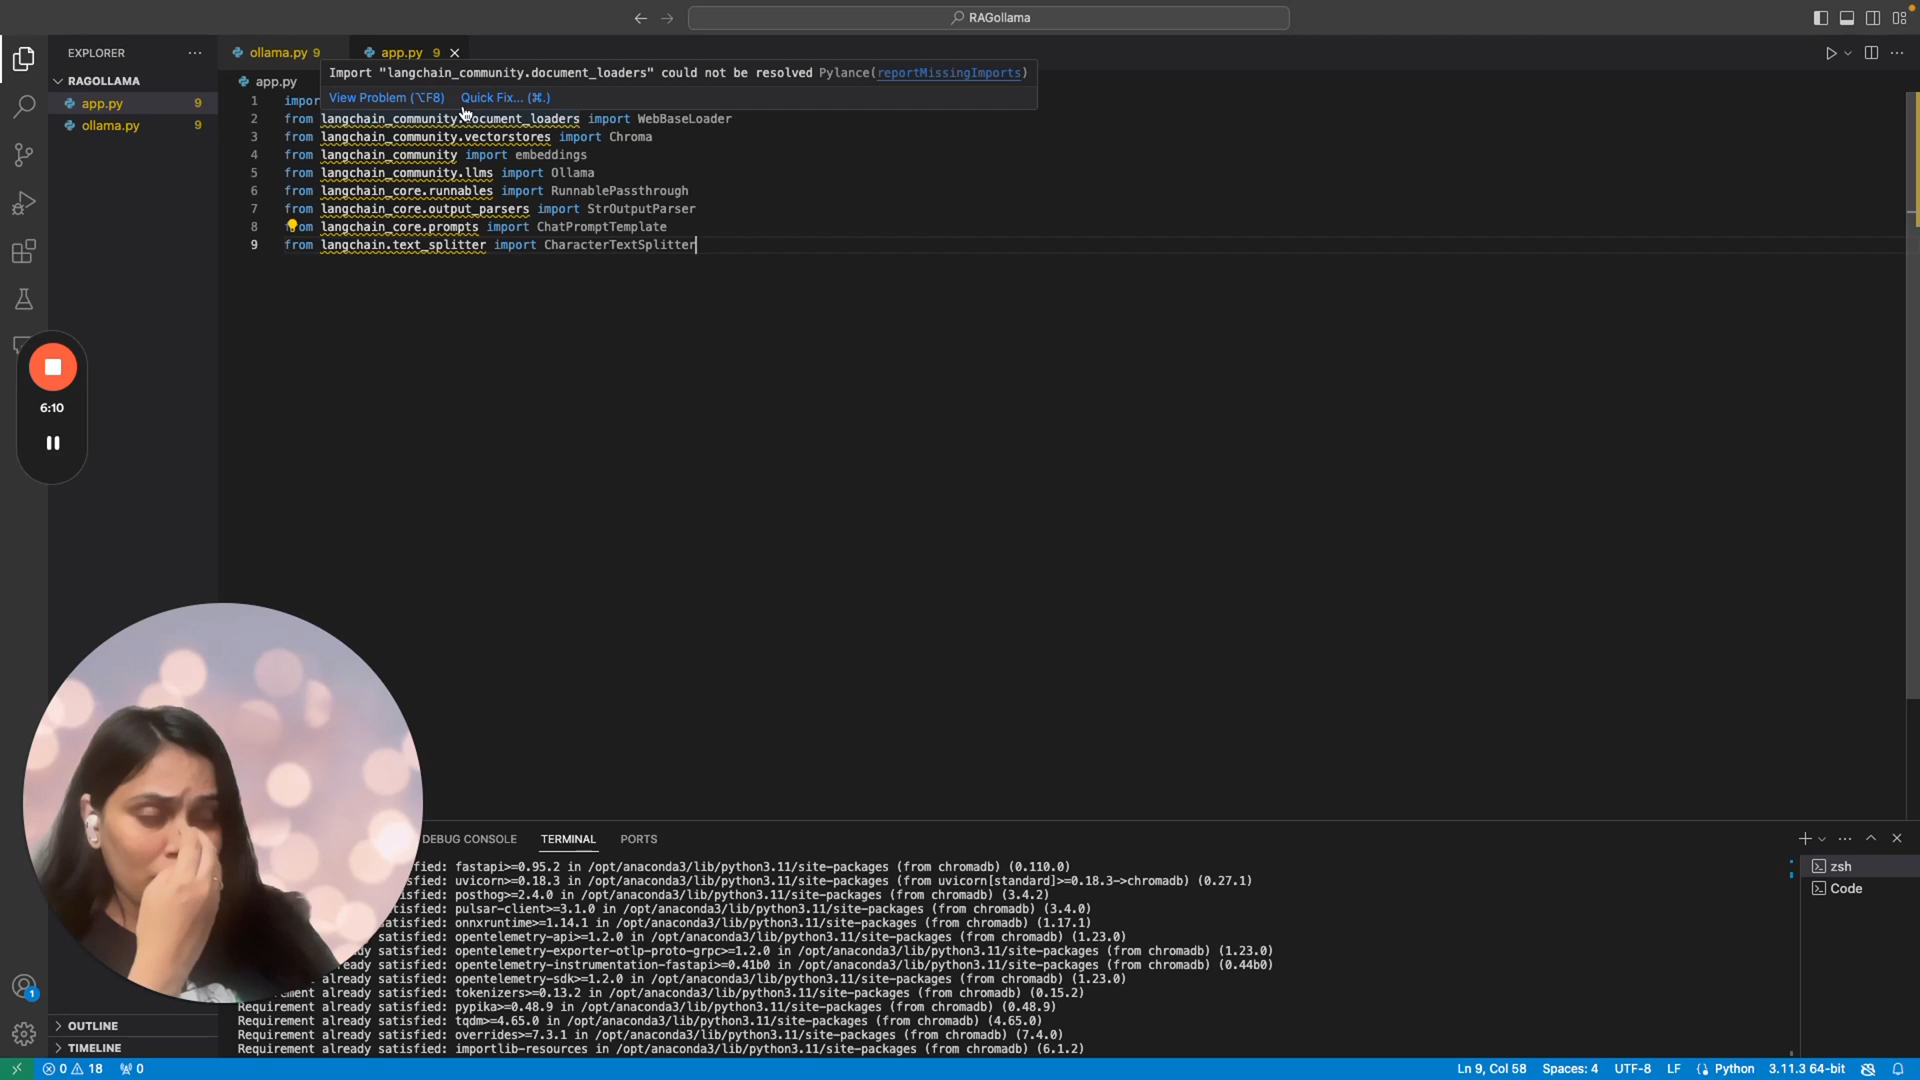 RAGollama
EXPLORER
RAGOLLAMA
app.py 9
ollama.py 9
ollama.py 9
app.py 9
app.py
Import "langchain_community.document_loaders" could not be resolved Pylance(reportMissingImports)
View Problem (⌥F8) Quick Fix... (⌘.)
1 impor
2 from langchain_community.document_loaders import WebBaseLoader
3 from langchain_community.vectorstores import Chroma
4 from langchain_community import embeddings
5 from langchain_community.llms import Ollama
6 from langchain_core.runnables import RunnablePassthrough
7 from langchain_core.output_parsers import StrOutputParser
8 from langchain_core.prompts import ChatPromptTemplate
9 from langchain.text_splitter import CharacterTextSplitter
6:10
DEBUG CONSOLE TERMINAL PORTS
fied: fastapi>=0.95.2 in /opt/anaconda3/lib/python3.11/site-packages (from chromadb) (0.110.0)
sfied: uvicorn>=0.18.3 in /opt/anaconda3/lib/python3.11/site-packages (from uvicorn[standard]>=0.18.3->chromadb) (0.27.1)
isfied: posthog>=2.4.0 in /opt/anaconda3/lib/python3.11/site-packages (from chromadb) (3.4.2)
tisfied: pulsar-client>=3.1.0 in /opt/anaconda3/lib/python3.11/site-packages (from chromadb) (3.4.0)
atisfied: onnxruntime>=1.14.1 in /opt/anaconda3/lib/python3.11/site-packages (from chromadb) (1.17.1)
satisfied: opentelemetry-api>=1.2.0 in /opt/anaconda3/lib/python3.11/site-packages (from chromadb) (1.23.0)
satisfied: opentelemetry-exporter-otlp-proto-grpc>=1.2.0 in /opt/anaconda3/lib/python3.11/site-packages (from chromadb) (1.23.0)
ready satisfied: opentelemetry-instrumentation-fastapi>=0.41b0 in /opt/anaconda3/lib/python3.11/site-packages (from chromadb) (0.44b0)
already satisfied: opentelemetry-sdk>=1.2.0 in /opt/anaconda3/lib/python3.11/site-packages (from chromadb) (1.23.0)
ement already satisfied: tokenizers>=0.13.2 in /opt/anaconda3/lib/python3.11/site-packages (from chromadb) (0.15.2)
Requirement already satisfied: pypika>=0.48.9 in /opt/anaconda3/lib/python3.11/site-packages (from chromadb) (0.48.9)
Requirement already satisfied: tqdm>=4.65.0 in /opt/anaconda3/lib/python3.11/site-packages (from chromadb) (4.65.0)
Requirement already satisfied: overrides>=7.3.1 in /opt/anaconda3/lib/python3.11/site-packages (from chromadb) (7.4.0)
Requirement already satisfied: importlib-resources in /opt/anaconda3/lib/python3.11/site-packages (from chromadb) (6.1.2)
zsh
Code
1
OUTLINE
TIMELINE
0 18 0
Ln 9, Col 58 Spaces: 4 UTF-8 LF Python 3.11.3 64-bit